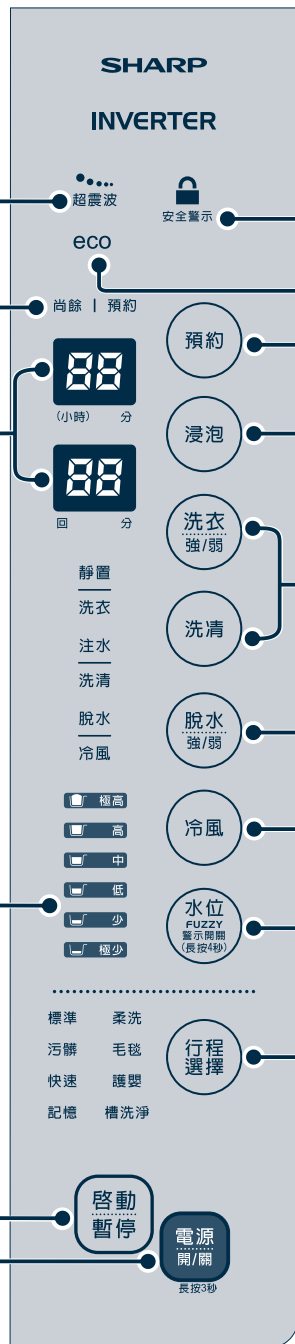 SHARP
INVERTER
超震波
安全警示
eco
尚餘 | 預約
預約
88
(小時) 分
浸泡
88
回 分
洗衣
強/弱
靜置
洗衣
洗清
注水
洗清
脫水
冷風
脫水
強/弱
極高
高
中
低
少
極少
冷風
水位
FUZZY
警示開關
(長按4秒)
標準 柔洗
污髒 毛毯
快速 護嬰
記憶 槽洗淨
行程
選擇
啓動
暫停
電源
開/關
長按3秒